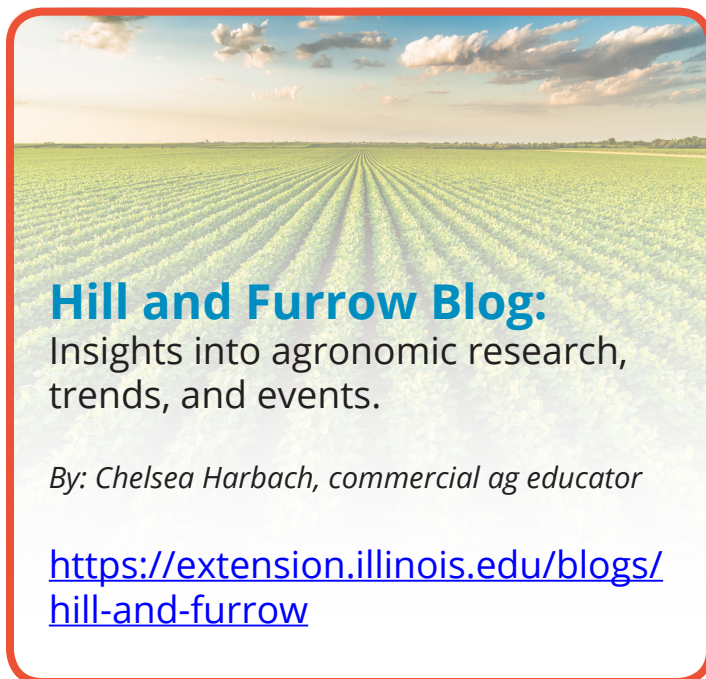 Hill and Furrow Blog:
Insights into agronomic research,
trends, and events.
By: Chelsea Harbach, commercial ag educator
https://extension.illinois.edu/blogs/
hill-and-furrow